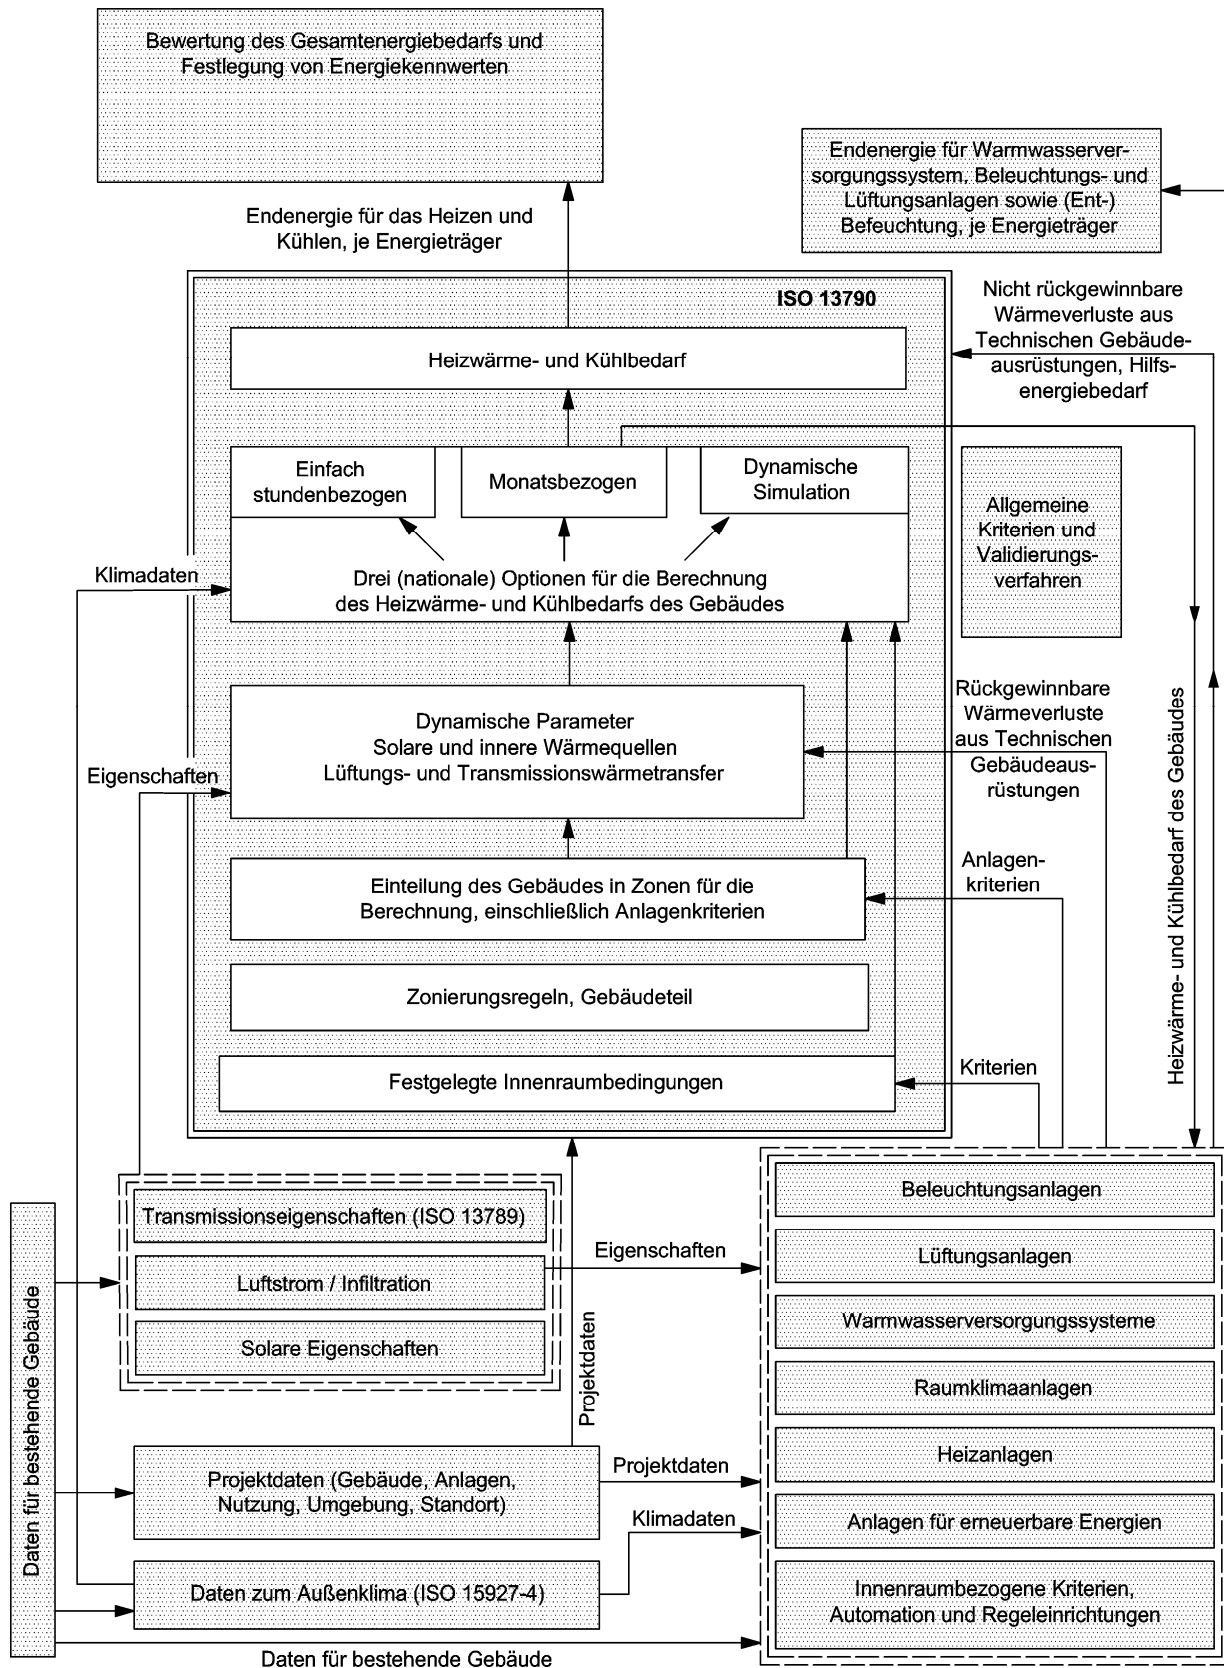 Bewertung des Gesamtenergiebedarfs und
Festlegung von Energiekennwerten
Endenergie für Warmwasserver-
sorgungssystem, Beleuchtungs- und
Lüftungsanlagen sowie (Ent-)
Befeuchtung, je Energieträger
Endenergie für das Heizen und
Kühlen, je Energieträger
ISO 13790
Nicht rückgewinnbare
Wärmeverluste aus
Technischen Gebäude-
ausrüstungen, Hilfs-
energiebedarf
Heizwärme- und Kühlbedarf
Einfach
stundenbezogen
Monatsbezogen
Dynamische
Simulation
Allgemeine
Kriterien und
Validierungs-
verfahren
Klimadaten
Drei (nationale) Optionen für die Berechnung
des Heizwärme- und Kühlbedarfs des Gebäudes
Rückgewinnbare
Wärmeverluste
aus Technischen
Gebäudeaus-
rüstungen
Heizwärme- und Kühlbedarf des Gebäudes
Dynamische Parameter
Solare und innere Wärmequellen
Lüftungs- und Transmissionswärmetransfer
Eigenschaften
Einteilung des Gebäudes in Zonen für die
Berechnung, einschließlich Anlagenkriterien
Anlagen-
kriterien
Zonierungsregeln, Gebäudeteil
Festgelegte Innenraumbedingungen
Kriterien
Daten für bestehende Gebäude
Transmissionseigenschaften (ISO 13789)
Luftstrom / Infiltration
Solare Eigenschaften
Eigenschaften
Projektdaten
Projektdaten (Gebäude, Anlagen,
Nutzung, Umgebung, Standort)
Projektdaten
Klimadaten
Daten zum Außenklima (ISO 15927-4)
Daten für bestehende Gebäude
Beleuchtungsanlagen
Lüftungsanlagen
Warmwasserversorgungssysteme
Raumklimaanlagen
Heizanlagen
Anlagen für erneuerbare Energien
Innenraumbezogene Kriterien,
Automation und Regeleinrichtungen